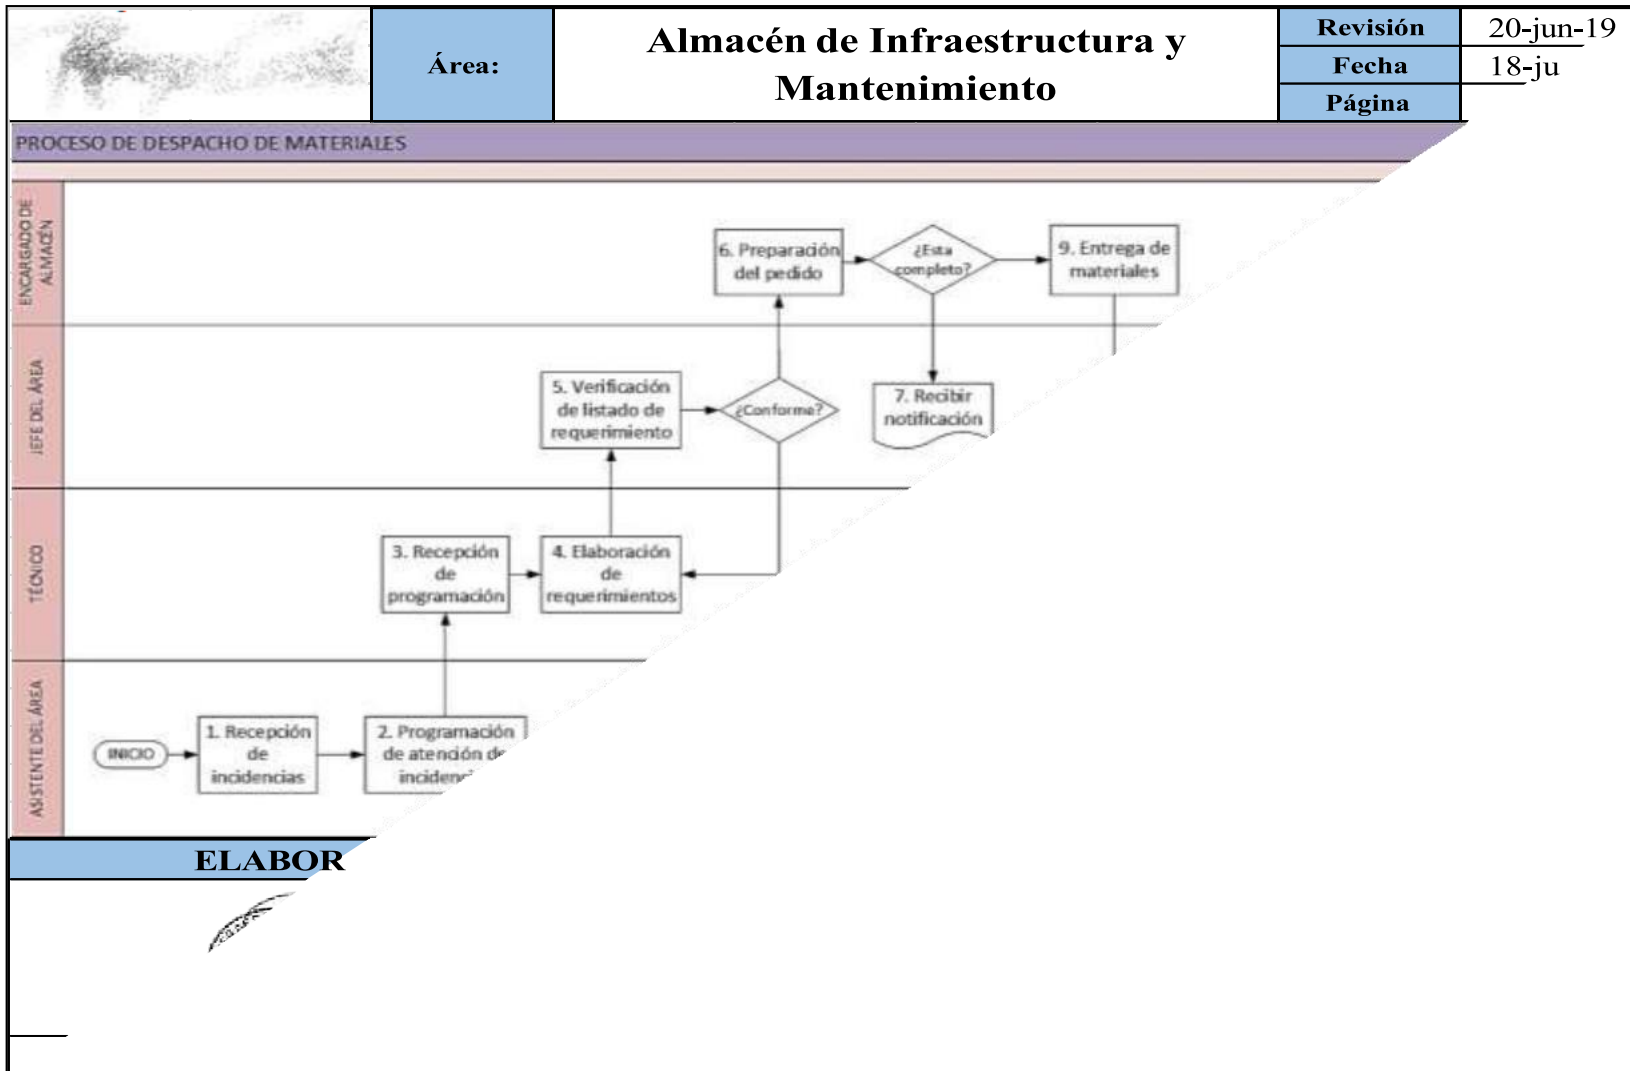 Área:
Almacén de Infraestructura y
Mantenimiento
Revisión
20-jun-19
Fecha
18-ju
Página
PROCESO DE DESPACHO DE MATERIALES
ENCARGADO DE
ALMACÉN
6. Preparación
del pedido
¿Esta
completo?
9. Entrega de
materiales
JEFE DEL ÁREA
5. Verificación
de listado de
requerimiento
¿Conforme?
7. Recibir
notificación
TÉCNICO
3. Recepción
de
programación
4. Elaboración
de
requerimientos
ASISTENTE DEL ÁREA
INICIO
1. Recepción
de
incidencias
2. Programación
de atención de
incidenci
ELABOR